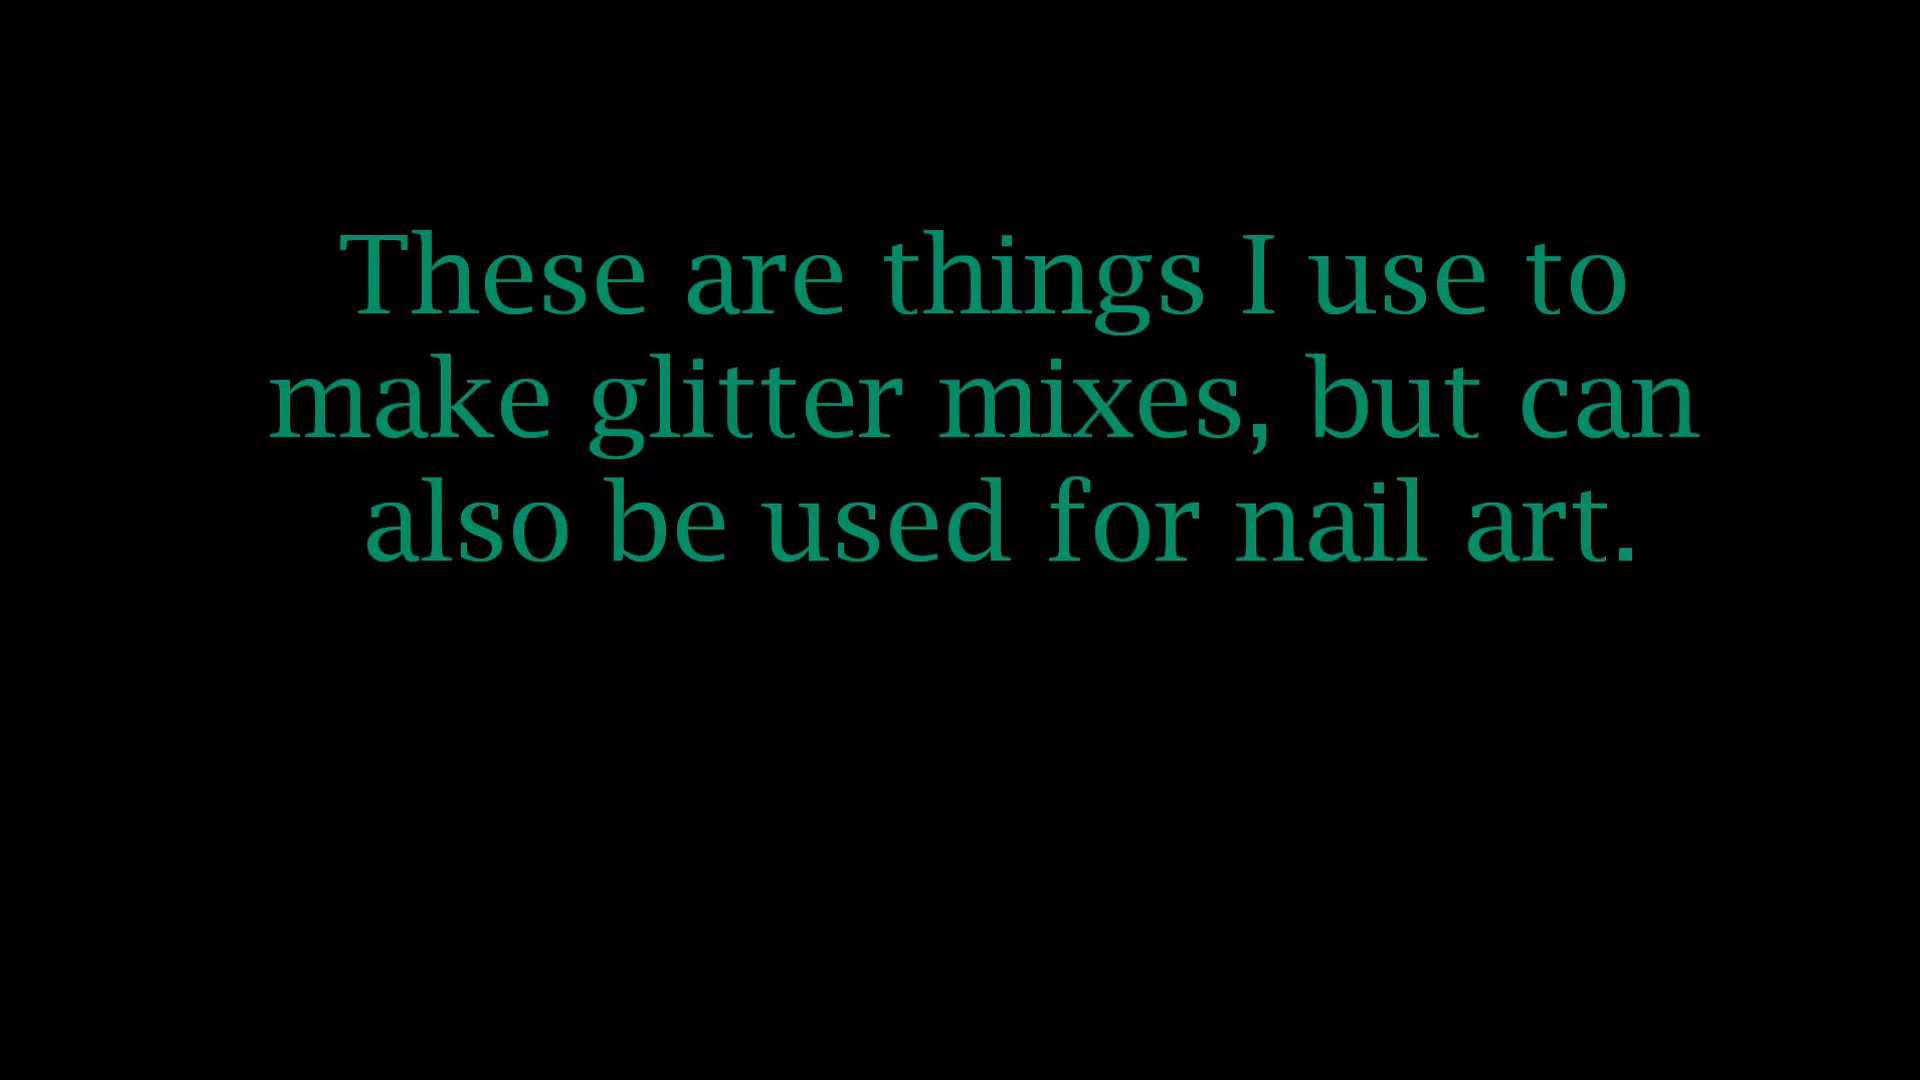 These are things I use to
make glitter mixes, but can
also be used for nail art.